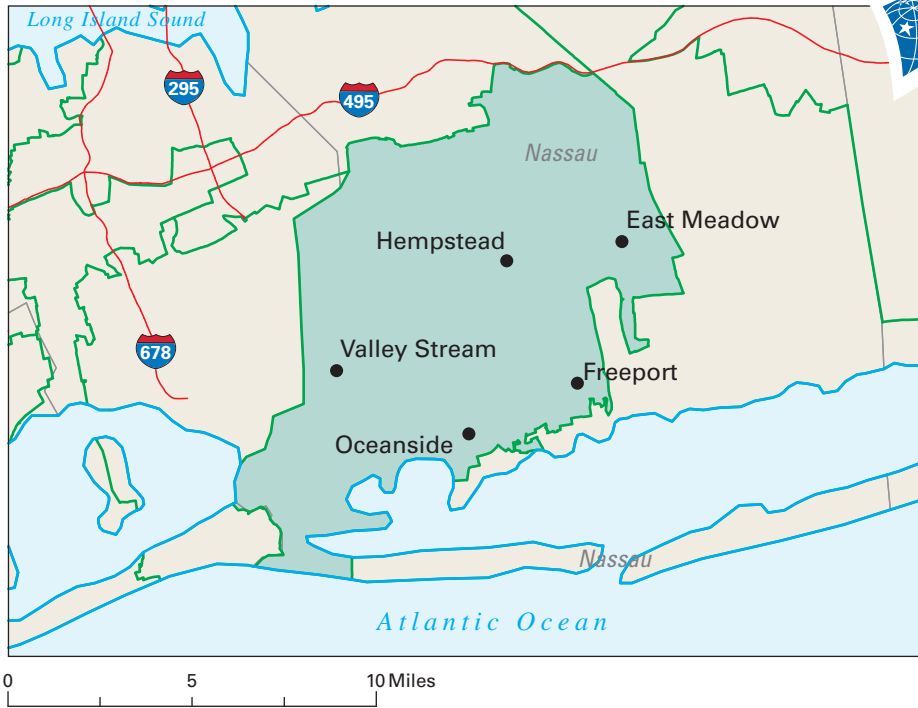 Long Island Sound
295
495
Nassau
East Meadow
Hempstead
678
Valley Stream
Freeport
Oceanside
Nassau
Atlantic Ocean
0 5 10 Miles